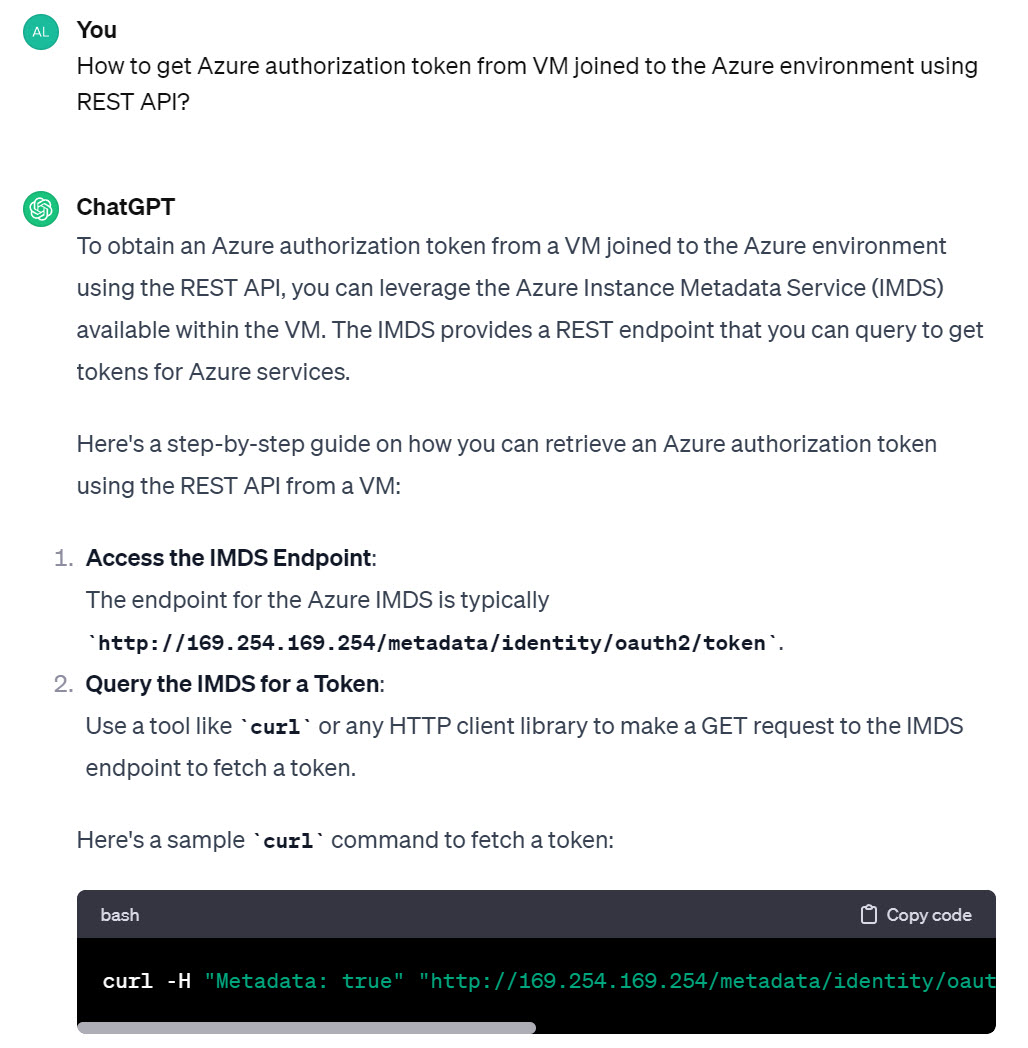 AL
You
How to get Azure authorization token from VM joined to the Azure environment using
REST API?
ChatGPT
To obtain an Azure authorization token from a VM joined to the Azure environment
using the REST API, you can leverage the Azure Instance Metadata Service (IMDS)
available within the VM. The IMDS provides a REST endpoint that you can query to get
tokens for Azure services.
Here's a step-by-step guide on how you can retrieve an Azure authorization token
using the REST API from a VM:
1. Access the IMDS Endpoint:
The endpoint for the Azure IMDS is typically
`http://169.254.169.254/metadata/identity/oauth2/token`.
2. Query the IMDS for a Token:
Use a tool like `curl` or any HTTP client library to make a GET request to the IMDS
endpoint to fetch a token.
Here's a sample `curl` command to fetch a token:
bash
Copy code
curl -H "Metadata: true" "http://169.254.169.254/metadata/identity/oaut